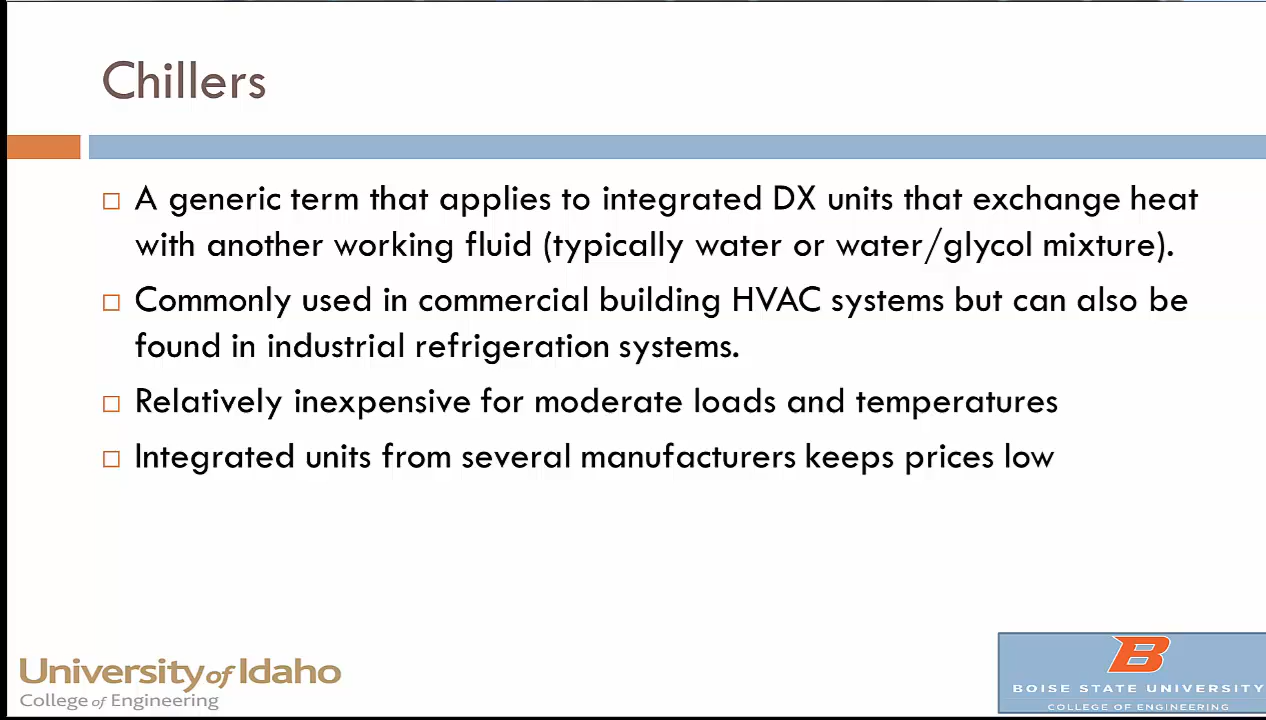 Chillers
A generic term that applies to integrated DX units that exchange heat
with another working fluid (typically water or water/glycol mixture).
Commonly used in commercial building HVAC systems but can also be
found in industrial refrigeration systems.
Relatively inexpensive for moderate loads and temperatures
Integrated units from several manufacturers keeps prices low
University of Idaho
College of Engineering
B
BOISE STATE UNIVERSITY
COLLEGE OF ENGINEERING